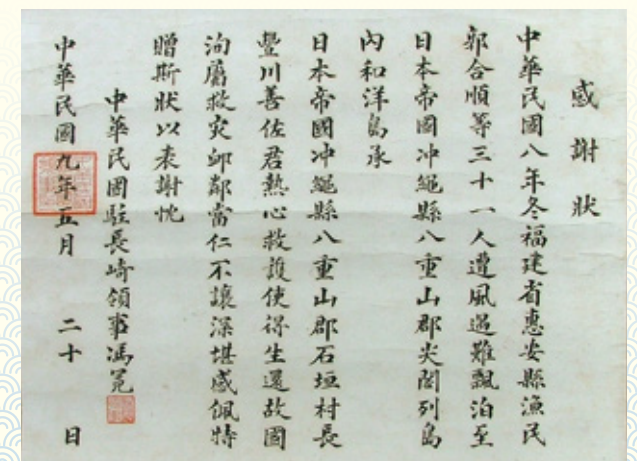 感謝狀
中華民國八年冬福建省惠安縣漁民
郭合順等三十一人遭風遇難飄泊至
日本帝國沖繩縣八重山郡尖閣列島
內和洋島承
日本帝國沖繩縣八重山郡石垣村長
豐川善佐君熱心救護使得生還故國
洵屬救灾卹鄰當仁不讓深堪感佩特
贈斯狀以表謝忱
中華民國駐長崎領事馮冕
中華民國九年五月 二十 日